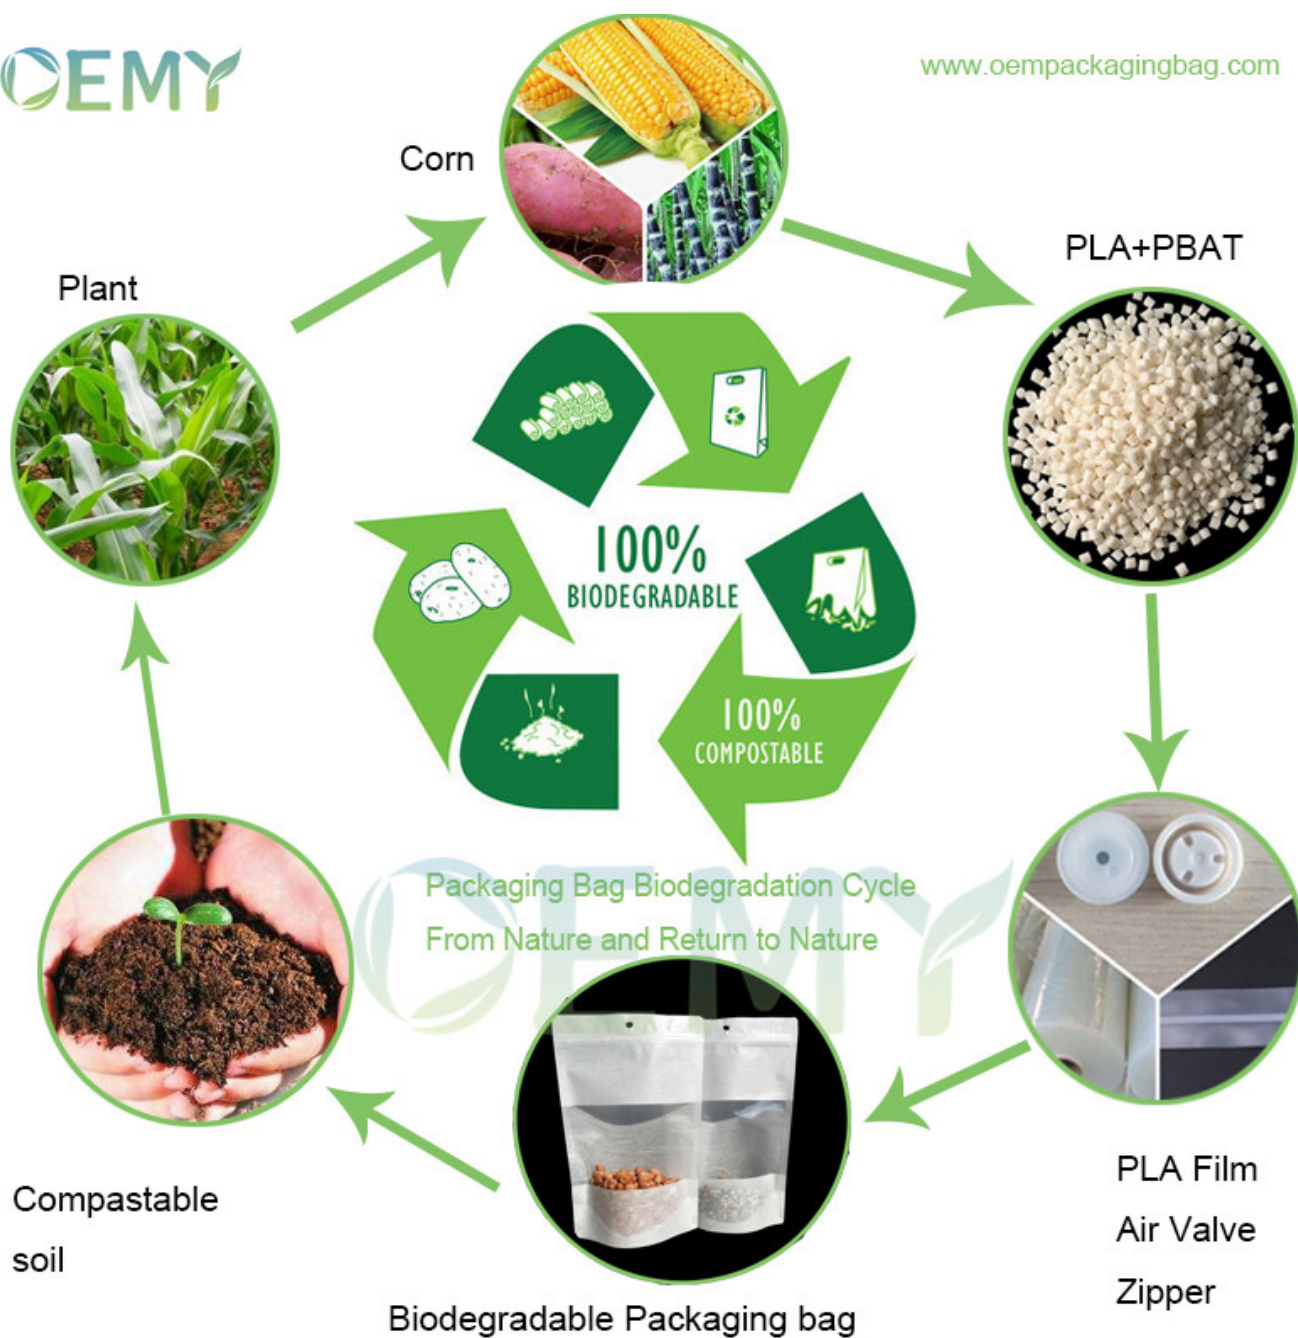 OEMY
www.oempackagingbag.com
Corn
PLA+PBAT
Plant
100%
BIODEGRADABLE
100%
COMPOSTABLE
Packaging Bag Biodegradation Cycle
From Nature and Return to Nature
OEMY
PLA Film
Air Valve
Zipper
Compastable
soil
Biodegradable Packaging bag